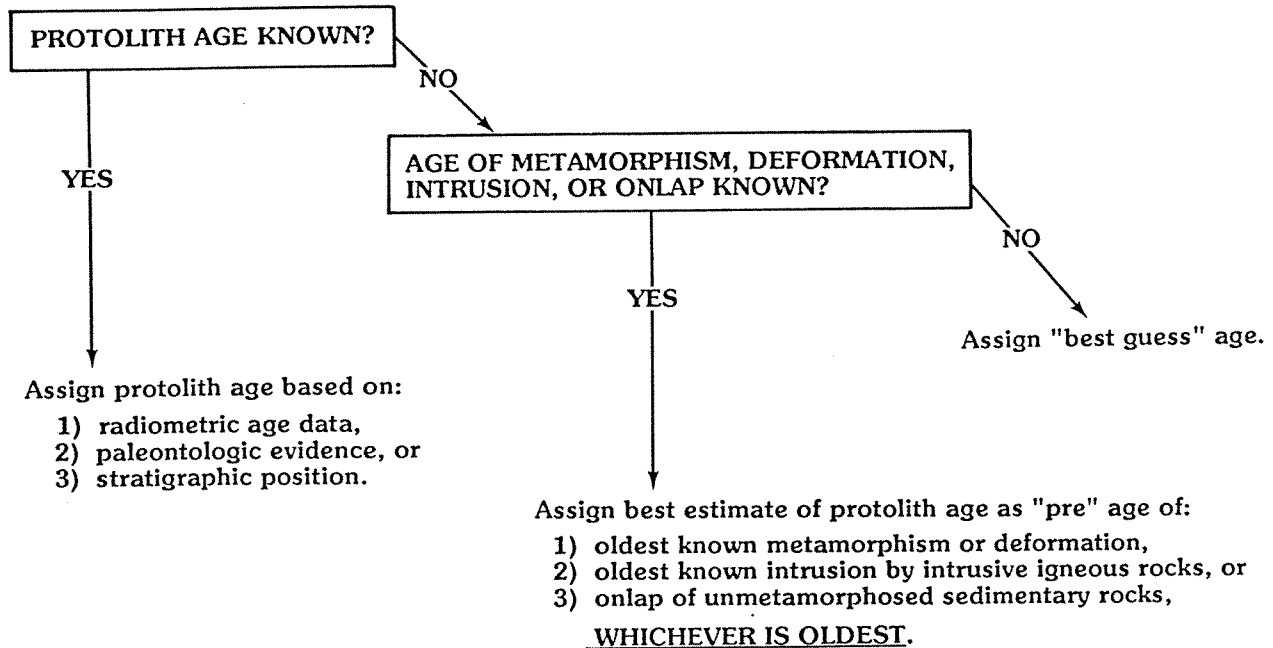 PROTOLITH AGE KNOWN?
NO
YES
AGE OF METAMORPHISM, DEFORMATION,
INTRUSION, OR ONLAP KNOWN?
NO
YES
Assign "best guess" age.
Assign protolith age based on:
1) radiometric age data,
2) paleontologic evidence, or
3) stratigraphic position.
Assign best estimate of protolith age as "pre" age of:
1) oldest known metamorphism or deformation,
2) oldest known intrusion by intrusive igneous rocks, or
3) onlap of unmetamorphosed sedimentary rocks,
WHICHEVER IS OLDEST.